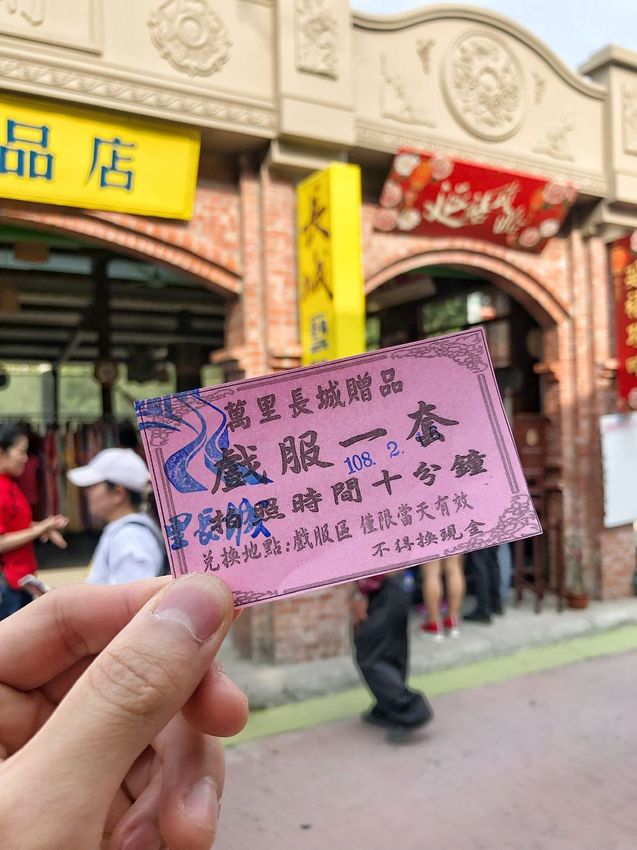 品店
長城
萬里長城贈品
戲服一套
108. 2.
拍照時間十分鐘
兌換地點:戲服區 僅限當天有效
不得換現金